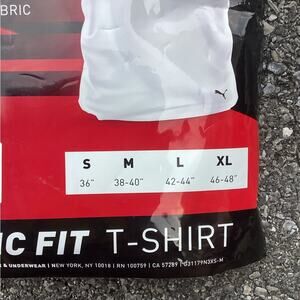 BRIC
S M L XL
36" 38-40" 42-44" 46-48"
IC FIT T-SHIRT
& UNDERWEAR | NEW YORK, NY 10018 | RN 100759 | CA 57289 |